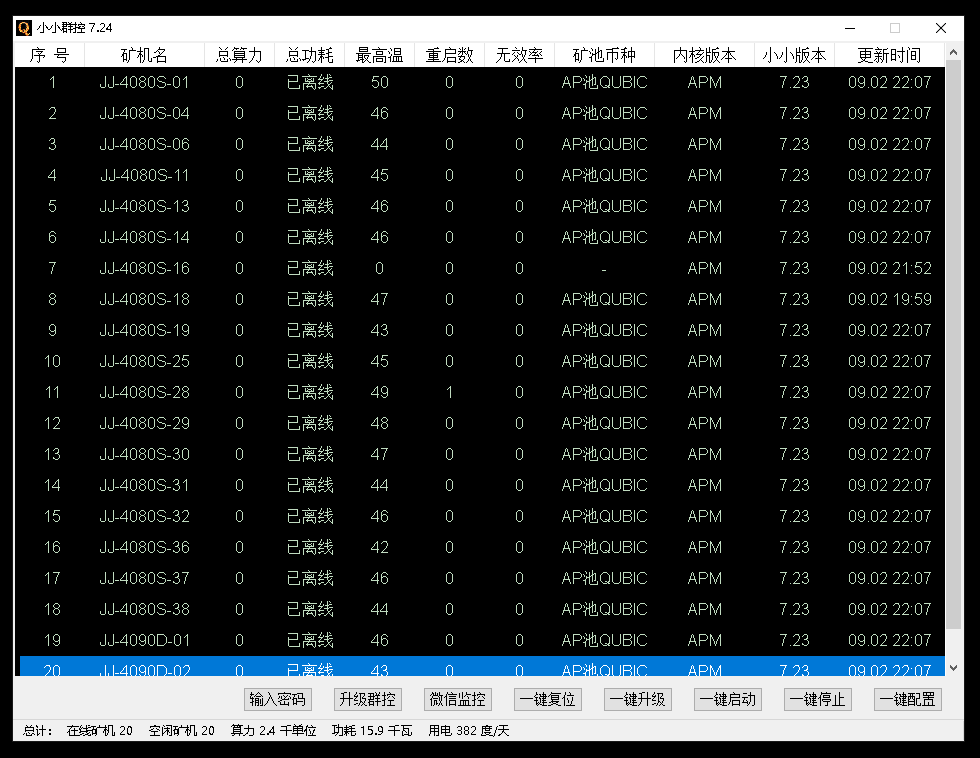 小小群控 7.24
序 号 矿机名 总算力 总功耗 最高温 重启数 无效率 矿池币种 内核版本 小小版本 更新时间
1 JJ-4080S-01 0 已离线 50 0 0 AP池QUBIC APM 7.23 09.02 22:07
2 JJ-4080S-04 0 已离线 46 0 0 AP池QUBIC APM 7.23 09.02 22:07
3 JJ-4080S-06 0 已离线 44 0 0 AP池QUBIC APM 7.23 09.02 22:07
4 JJ-4080S-11 0 已离线 45 0 0 AP池QUBIC APM 7.23 09.02 22:07
5 JJ-4080S-13 0 已离线 46 0 0 AP池QUBIC APM 7.23 09.02 22:07
6 JJ-4080S-14 0 已离线 46 0 0 AP池QUBIC APM 7.23 09.02 22:07
7 JJ-4080S-16 0 已离线 0 0 0 - APM 7.23 09.02 21:52
8 JJ-4080S-18 0 已离线 47 0 0 AP池QUBIC APM 7.23 09.02 19:59
9 JJ-4080S-19 0 已离线 43 0 0 AP池QUBIC APM 7.23 09.02 22:07
10 JJ-4080S-25 0 已离线 45 0 0 AP池QUBIC APM 7.23 09.02 22:07
11 JJ-4080S-28 0 已离线 49 1 0 AP池QUBIC APM 7.23 09.02 22:07
12 JJ-4080S-29 0 已离线 48 0 0 AP池QUBIC APM 7.23 09.02 22:07
13 JJ-4080S-30 0 已离线 47 0 0 AP池QUBIC APM 7.23 09.02 22:07
14 JJ-4080S-31 0 已离线 44 0 0 AP池QUBIC APM 7.23 09.02 22:07
15 JJ-4080S-32 0 已离线 46 0 0 AP池QUBIC APM 7.23 09.02 22:07
16 JJ-4080S-36 0 已离线 42 0 0 AP池QUBIC APM 7.23 09.02 22:07
17 JJ-4080S-37 0 已离线 46 0 0 AP池QUBIC APM 7.23 09.02 22:07
18 JJ-4080S-38 0 已离线 44 0 0 AP池QUBIC APM 7.23 09.02 22:07
19 JJ-4090D-01 0 已离线 46 0 0 AP池QUBIC APM 7.23 09.02 22:07
20 JJ-4090D-02 0 已离线 43 0 0 AP池QUBIC APM 7.23 09.02 22:07
输入密码 升级群控 微信监控 一键复位 一键升级 一键启动 一键停止 一键配置
总计： 在线矿机 20 空闲矿机 20 算力 2.4 千单位 功耗 15.9 千瓦 用电 382 度/天